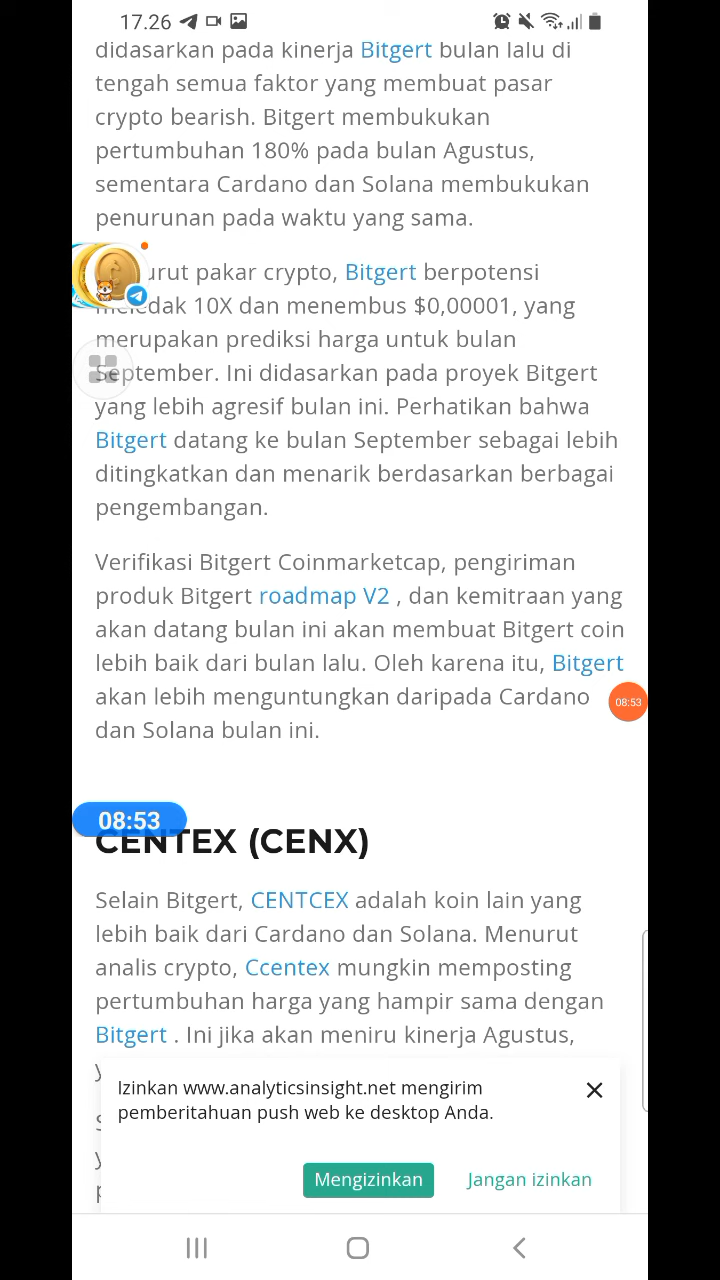 17.26
didasarkan pada kinerja Bitgert bulan lalu di
tengah semua faktor yang membuat pasar
crypto bearish. Bitgert membukukan
pertumbuhan 180% pada bulan Agustus,
sementara Cardano dan Solana membukukan
penurunan pada waktu yang sama.
urut pakar crypto, Bitgert berpotensi
meledak 10X dan menembus $0,00001, yang
merupakan prediksi harga untuk bulan
September. Ini didasarkan pada proyek Bitgert
yang lebih agresif bulan ini. Perhatikan bahwa
Bitgert datang ke bulan September sebagai lebih
ditingkatkan dan menarik berdasarkan berbagai
pengembangan.
Verifikasi Bitgert Coinmarketcap, pengiriman
produk Bitgert roadmap V2 , dan kemitraan yang
akan datang bulan ini akan membuat Bitgert coin
lebih baik dari bulan lalu. Oleh karena itu, Bitgert
akan lebih menguntungkan daripada Cardano
dan Solana bulan ini.
08:53
08:53
CENTEX (CENX)
Selain Bitgert, CENTCEX adalah koin lain yang
lebih baik dari Cardano dan Solana. Menurut
analis crypto, Ccentex mungkin memposting
pertumbuhan harga yang hampir sama dengan
Bitgert . Ini jika akan meniru kinerja Agustus,
Izinkan www.analyticsinsight.net mengirim
pemberitahuan push web ke desktop Anda.
Mengizinkan
Jangan izinkan